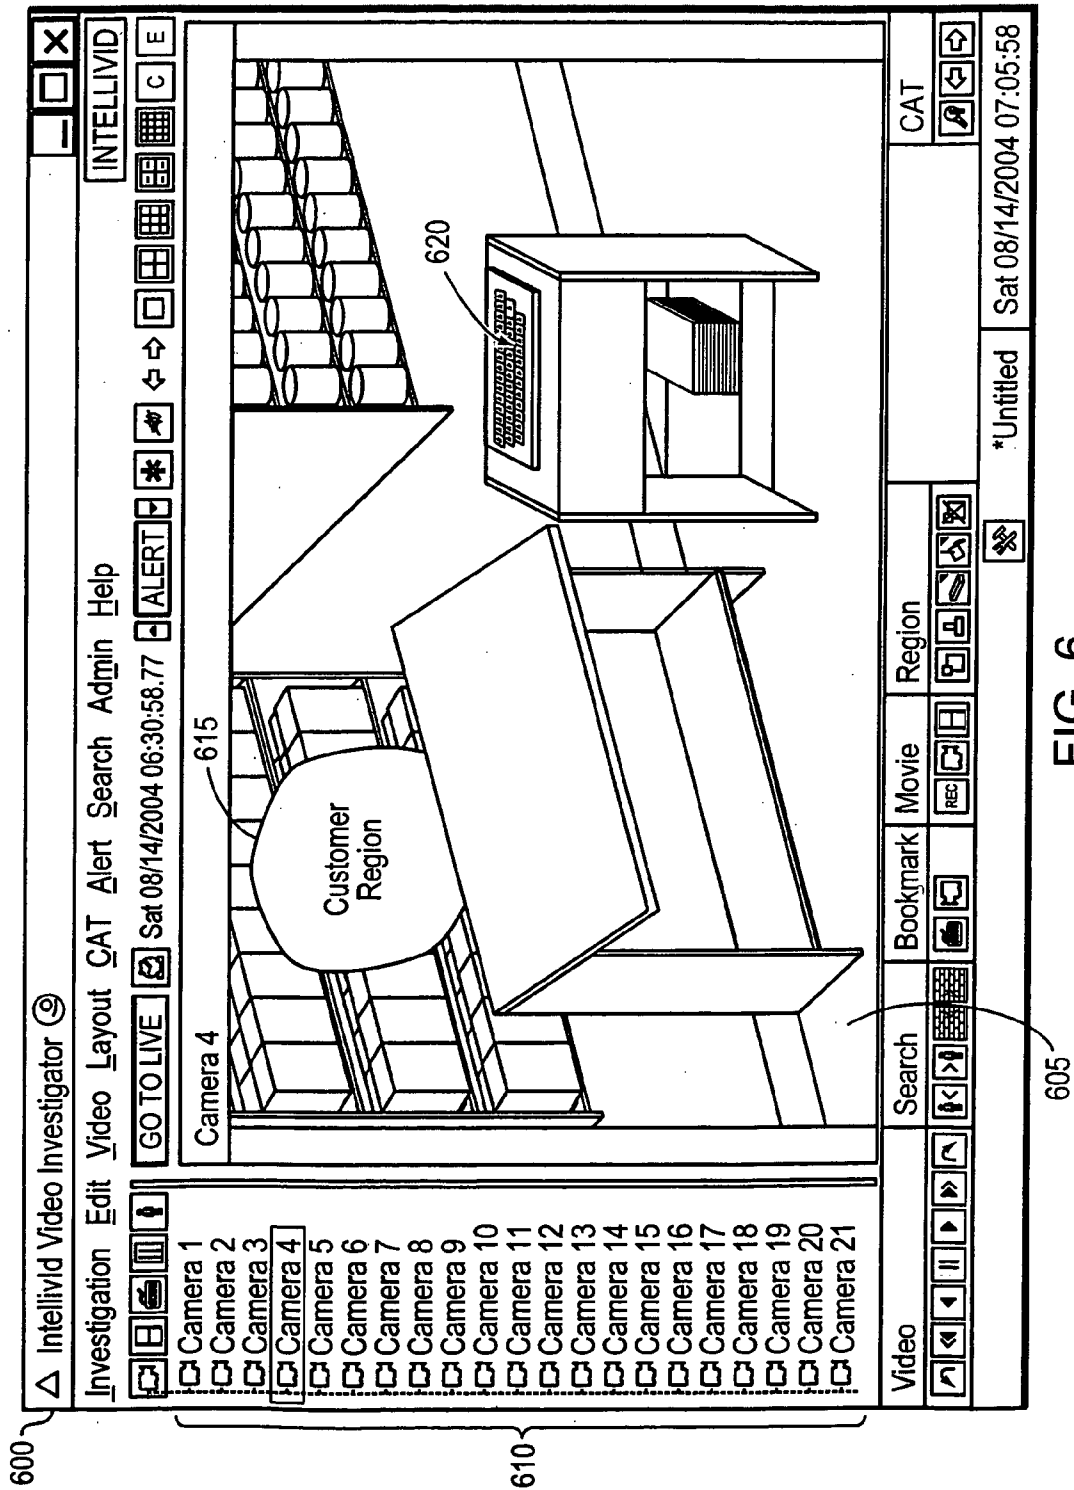 600
Intellivid Video Investigator
Investigation Edit Video Layout CAT Alert Search Admin Help
INTELLIVID
GO TO LIVE Sat 08/14/2004 06:30:58.77 ALERT C E
Camera 1
Camera 2
Camera 3
Camera 4
Camera 5
Camera 6
Camera 7
Camera 8
Camera 9
Camera 10
Camera 11
Camera 12
Camera 13
Camera 14
Camera 15
Camera 16
Camera 17
Camera 18
Camera 19
Camera 20
Camera 21
610
Camera 4
615
Customer
Region
620
Video Search Bookmark Movie Region CAT
REC
*Untitled Sat 08/14/2004 07:05:58
605
FIG. 6